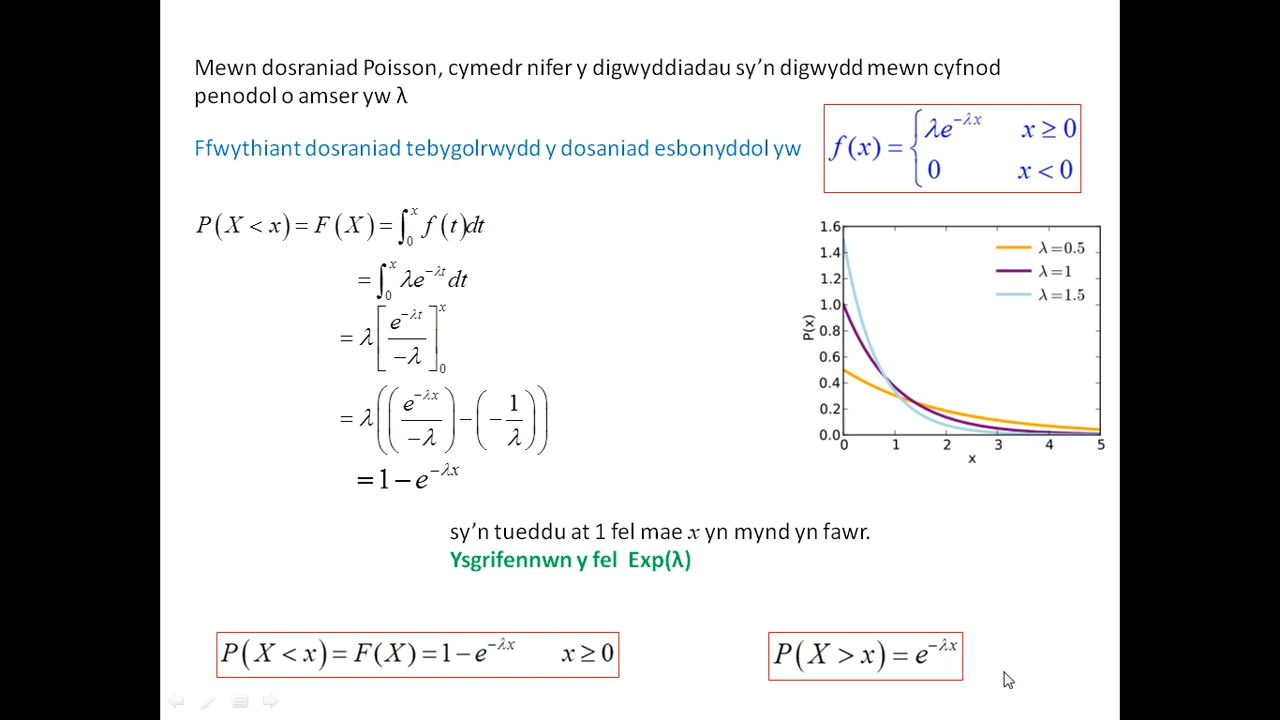 Mewn dosraniad Poisson, cymedr nifer y digwyddiadau sy’n digwydd mewn cyfnod
penodol o amser yw λ
Ffwythiant dosraniad tebygolrwydd y dosaniad esbonyddol yw
f(x) = { λe^{−λx} x ≥ 0
0 x < 0
P(X < x) = F(X) = ∫_0^x f(t)dt
= ∫_0^x λe^{−λt} dt
= λ[e^{−λt}/−λ]_0^x
= λ((e^{−λx}/−λ) − (−1/λ))
= 1 − e^{−λx}
1.6
1.4
1.2
1.0
0.8
0.6
0.4
0.2
0.0
P(x)
λ=0.5
λ=1
λ=1.5
0 1 2 3 4 5
x
sy’n tueddu at 1 fel mae x yn mynd yn fawr.
Ysgrifennwn y fel Exp(λ)
P(X < x) = F(X) = 1 − e^{−λx} x ≥ 0
P(X > x) = e^{−λx}